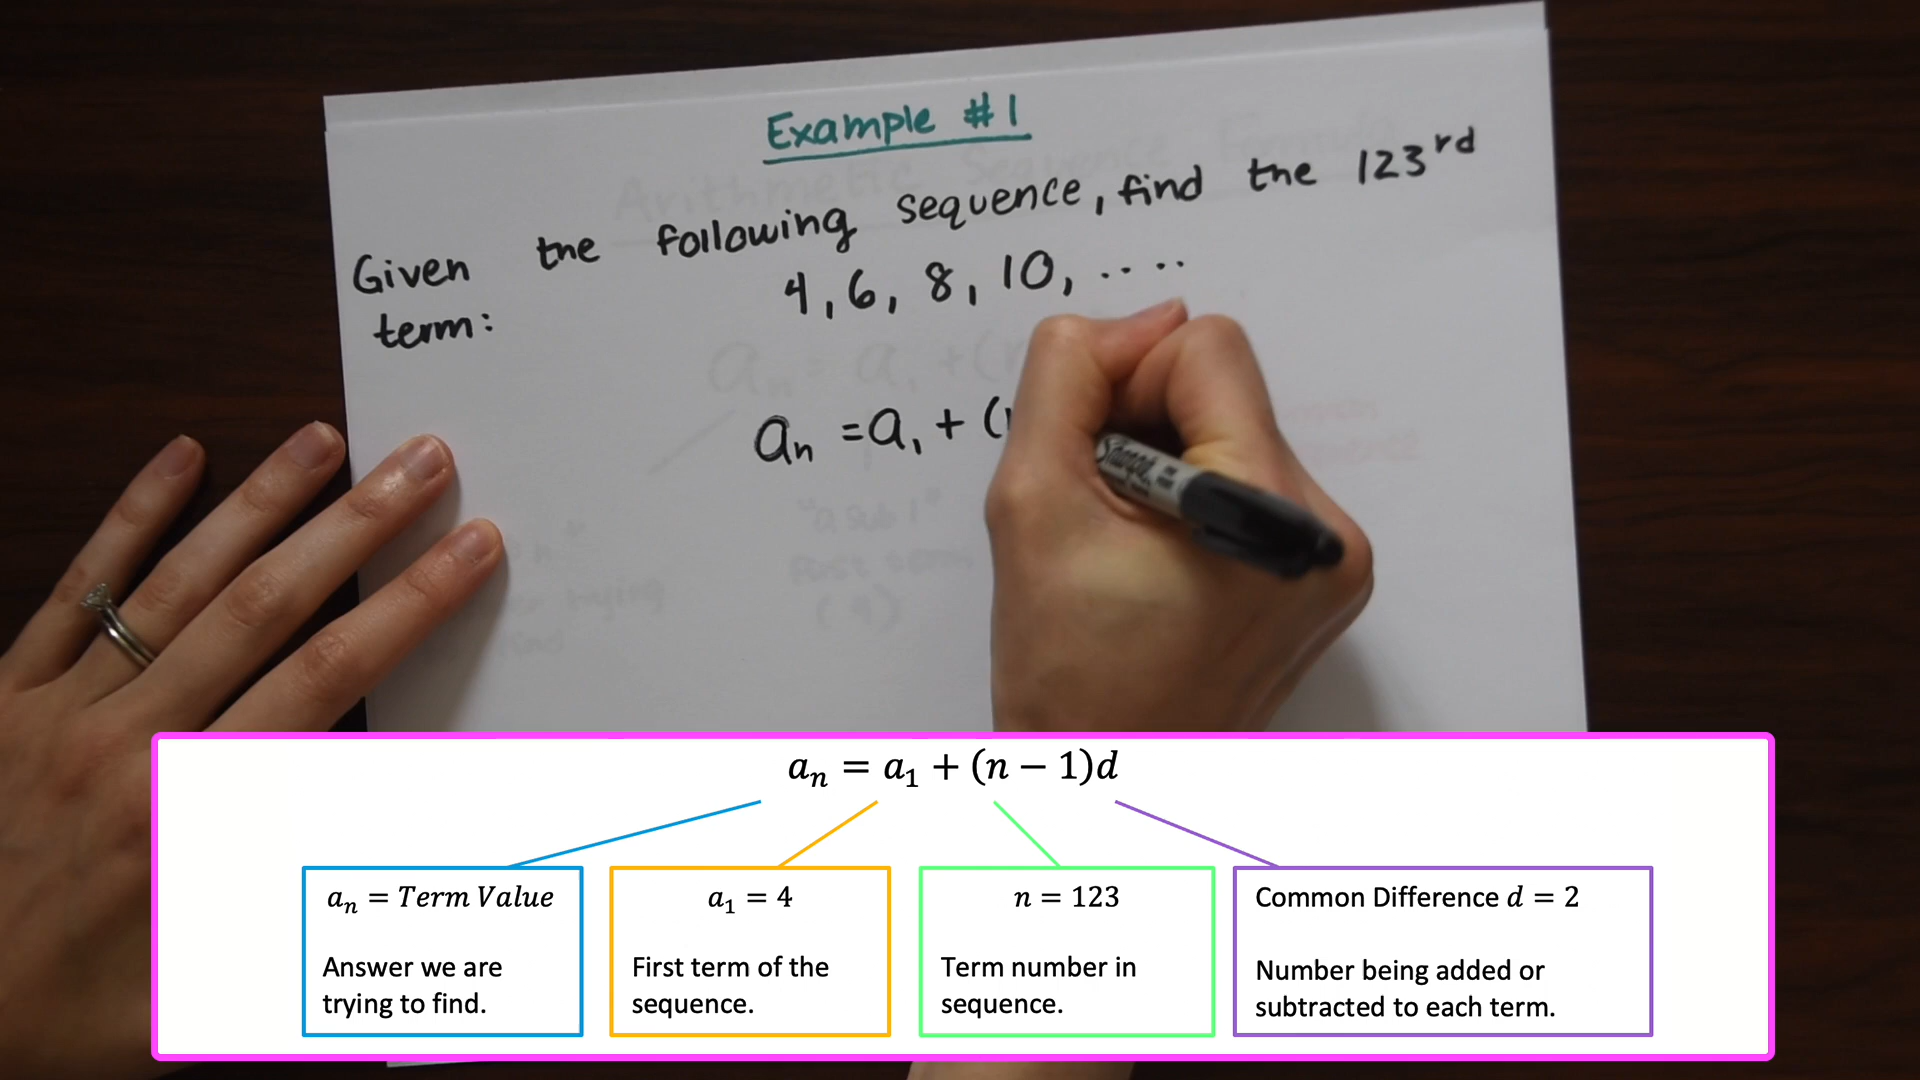 Example #1
Given the following sequence, find the 123rd
term:
4, 6, 8, 10, ....
aₙ = a₁ + (
Sharpie
aₙ = a₁ + (n − 1)d
aₙ = Term Value
Answer we are
trying to find.
a₁ = 4
First term of the
sequence.
n = 123
Term number in
sequence.
Common Difference d = 2
Number being added or
subtracted to each term.